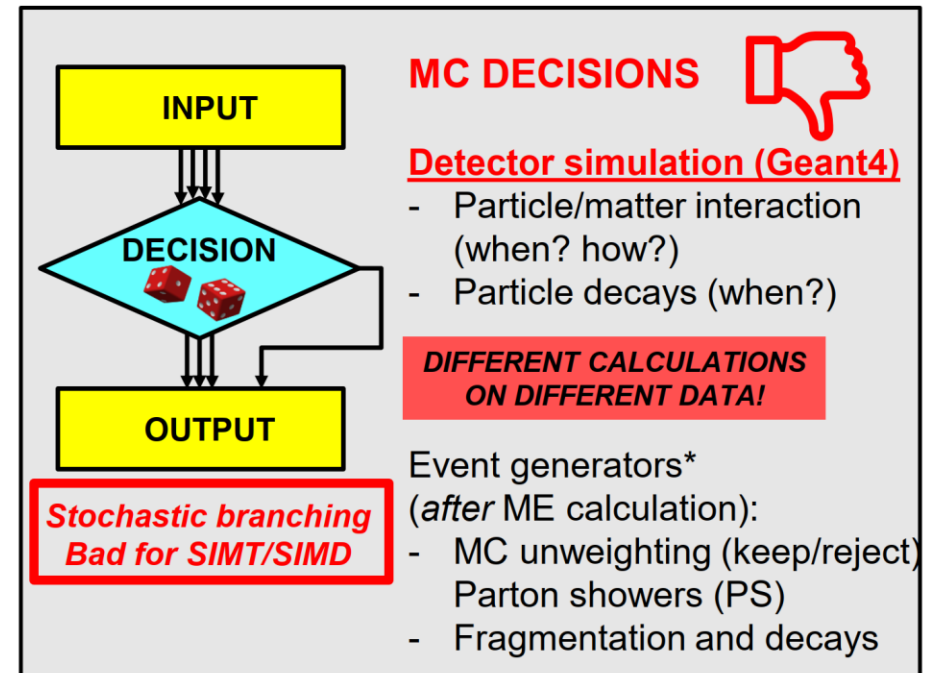 INPUT
DECISION
OUTPUT
Stochastic branching
Bad for SIMT/SIMD
MC DECISIONS
Detector simulation (Geant4)
- Particle/matter interaction
(when? how?)
- Particle decays (when?)
DIFFERENT CALCULATIONS
ON DIFFERENT DATA!
Event generators*
(after ME calculation):
- MC unweighting (keep/reject)
Parton showers (PS)
- Fragmentation and decays